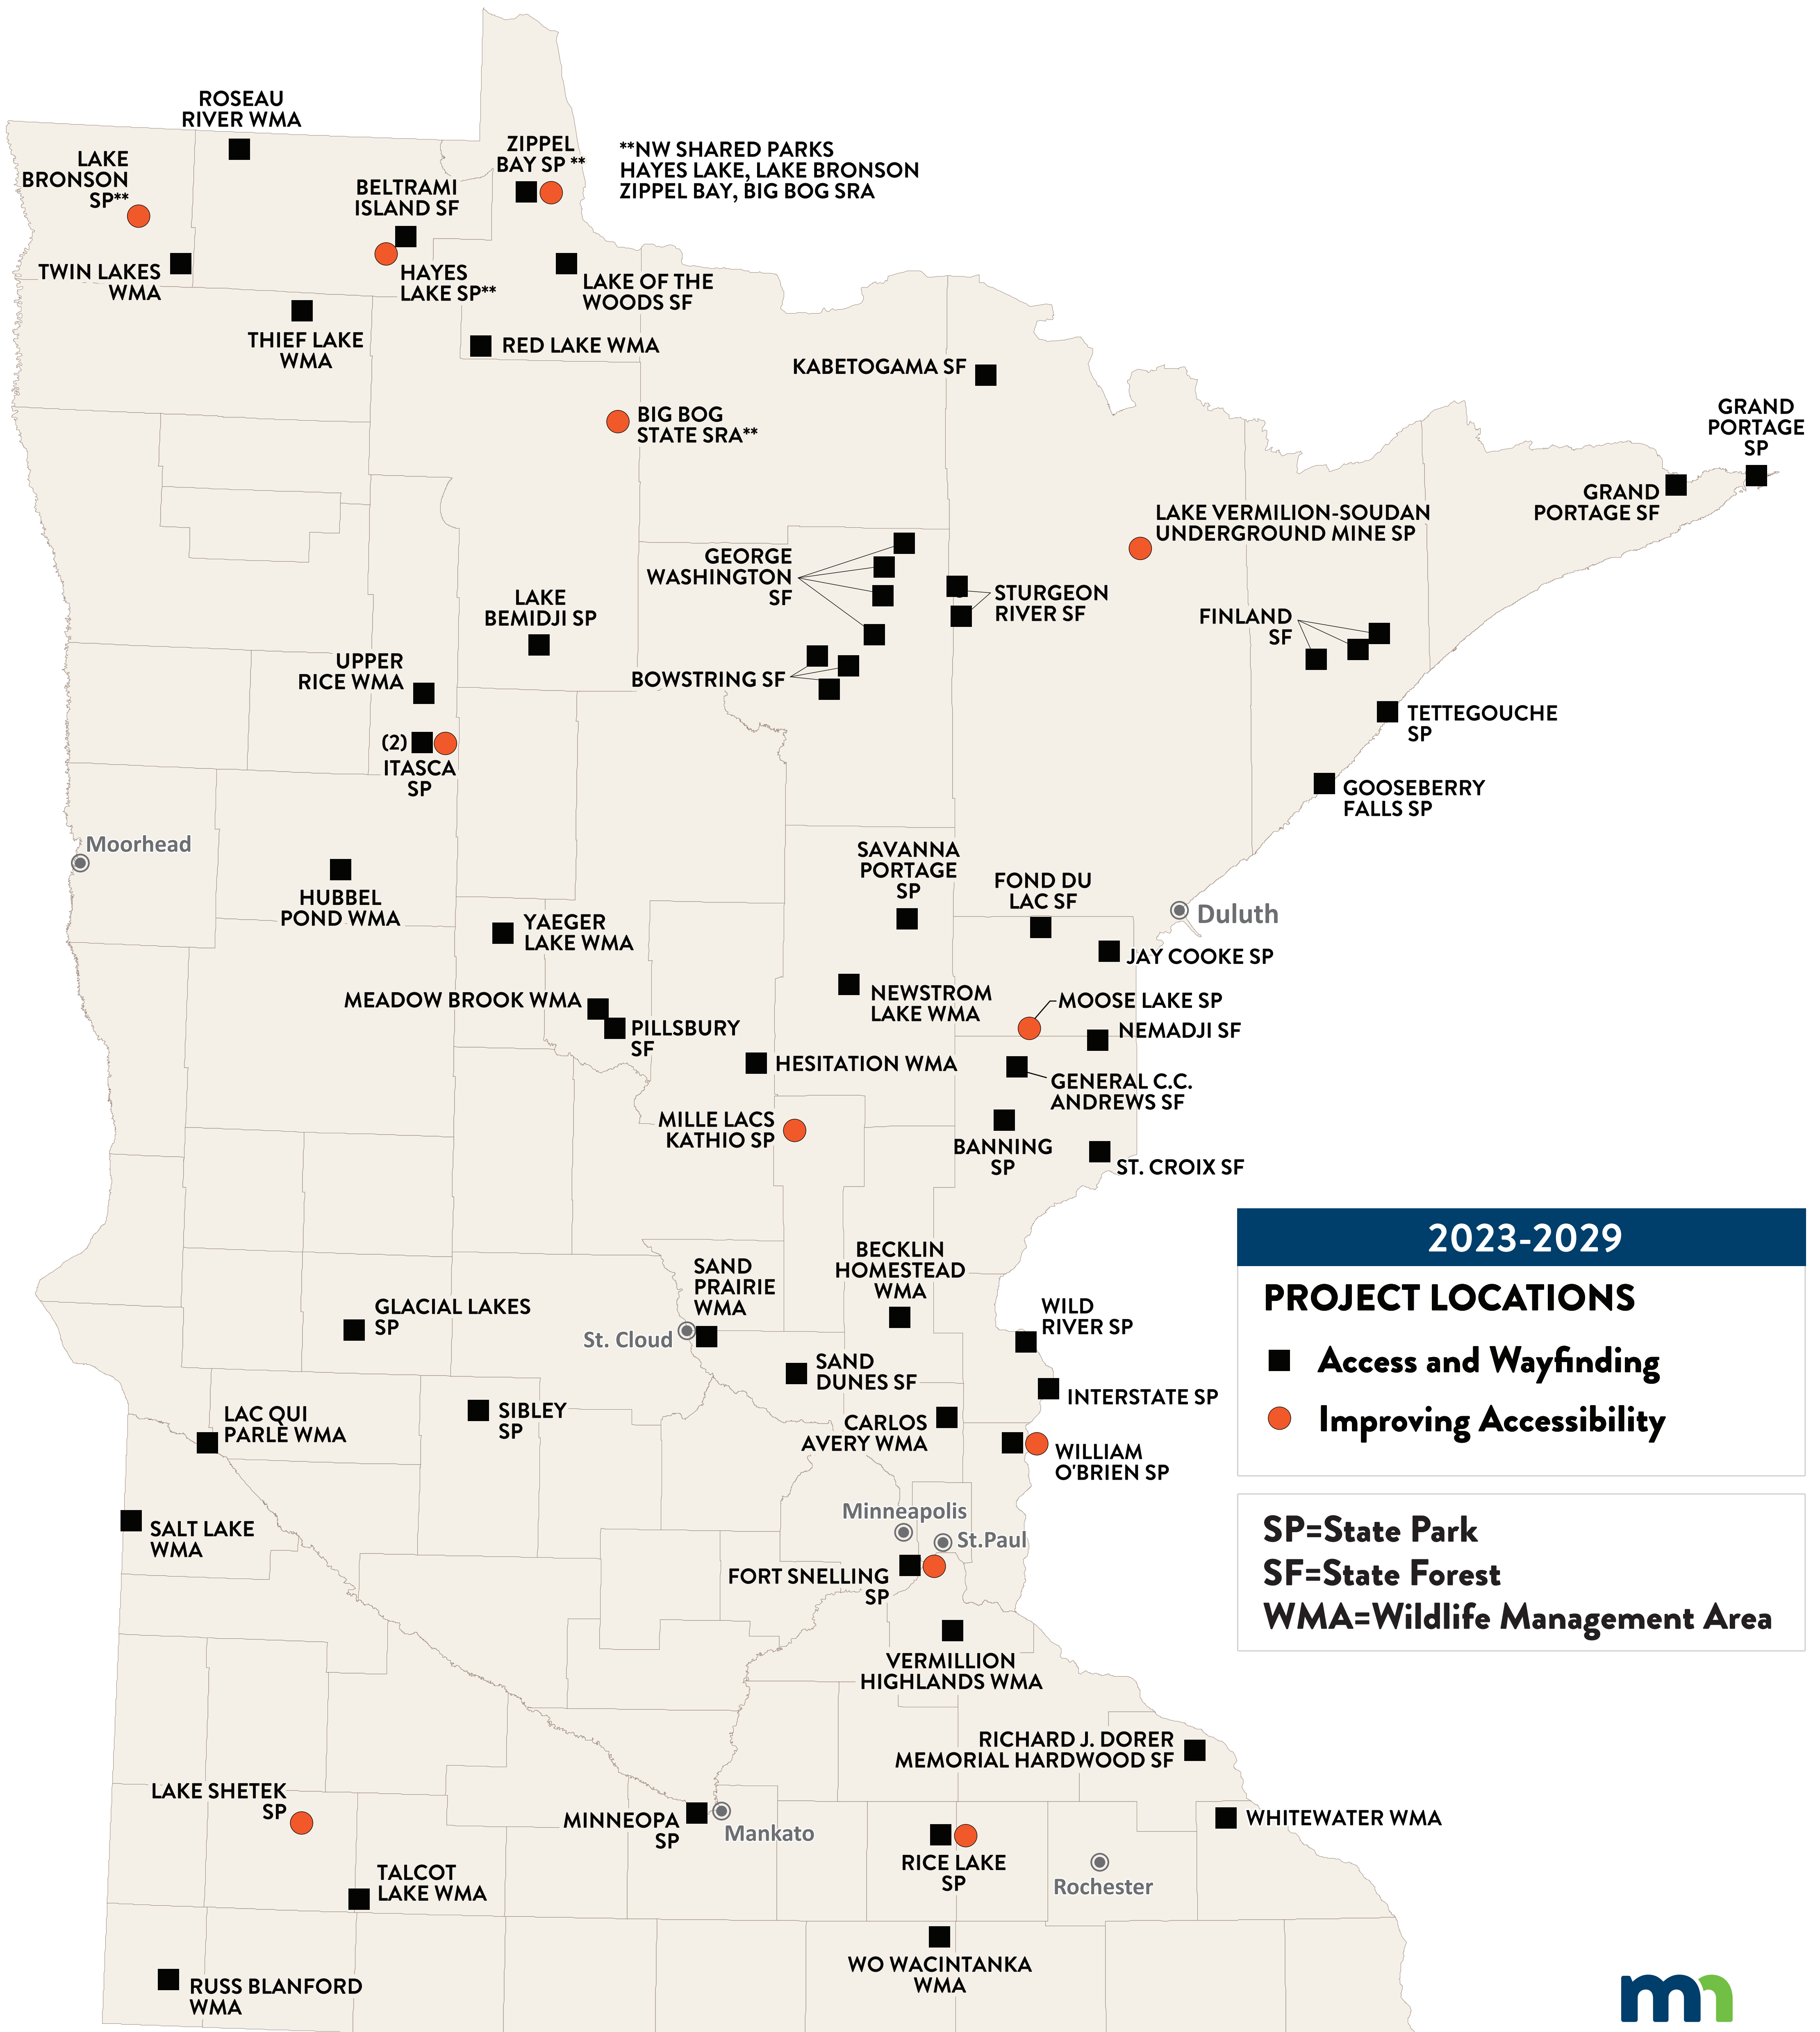 ROSEAU
RIVER WMA
LAKE
BRONSON
SP**
ZIPPEL
BAY SP **
**NW SHARED PARKS
HAYES LAKE, LAKE BRONSON
ZIPPEL BAY, BIG BOG SRA
BELTRAMI
ISLAND SF
TWIN LAKES
WMA
HAYES
LAKE SP**
LAKE OF THE
WOODS SF
THIEF LAKE
WMA
RED LAKE WMA
KABETOGAMA SF
BIG BOG
STATE SRA**
GRAND
PORTAGE
SP
GRAND
PORTAGE SF
LAKE VERMILION-SOUDAN
UNDERGROUND MINE SP
GEORGE
WASHINGTON
SF
STURGEON
RIVER SF
LAKE
BEMIDJI SP
FINLAND
SF
UPPER
RICE WMA
BOWSTRING SF
TETTEGOUCHE
SP
(2)
ITASCA
SP
GOOSEBERRY
FALLS SP
Moorhead
HUBBEL
POND WMA
SAVANNA
PORTAGE
SP
FOND DU
LAC SF
Duluth
YAEGER
LAKE WMA
JAY COOKE SP
MEADOW BROOK WMA
NEWSTROM
LAKE WMA
MOOSE LAKE SP
PILLSBURY
SF
NEMADJI SF
HESITATION WMA
GENERAL C.C.
ANDREWS SF
MILLE LACS
KATHIO SP
BANNING
SP
ST. CROIX SF
2023-2029
PROJECT LOCATIONS
Access and Wayfinding
Improving Accessibility
SP=State Park
SF=State Forest
WMA=Wildlife Management Area
BECKLIN
HOMESTEAD
WMA
SAND
PRAIRIE
WMA
GLACIAL LAKES
SP
St. Cloud
WILD
RIVER SP
SAND
DUNES SF
INTERSTATE SP
SIBLEY
SP
LAC QUI
PARLE WMA
CARLOS
AVERY WMA
WILLIAM
O'BRIEN SP
SALT LAKE
WMA
Minneapolis
St.Paul
FORT SNELLING
SP
VERMILLION
HIGHLANDS WMA
RICHARD J. DORER
MEMORIAL HARDWOOD SF
LAKE SHETEK
SP
MINNEOPA
SP
Mankato
WHITEWATER WMA
RICE LAKE
SP
Rochester
TALCOT
LAKE WMA
WO WACINTANKA
WMA
RUSS BLANFORD
WMA
mn